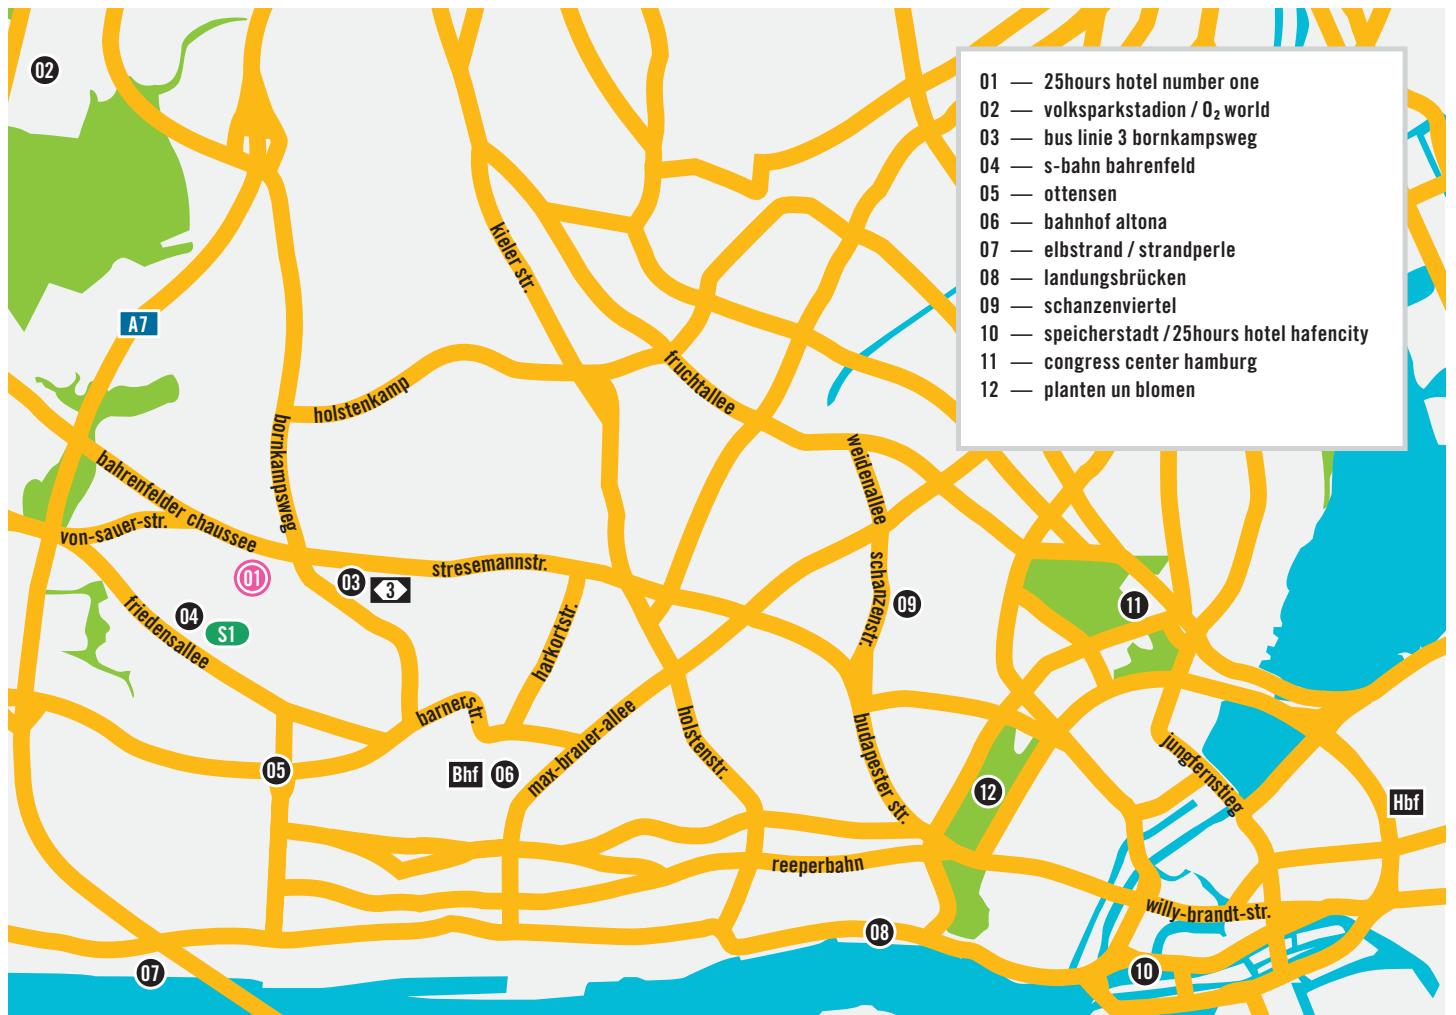 02
01 — 25hours hotel number one
02 — volksparkstadion / O₂ world
03 — bus linie 3 bornkampsweg
04 — s-bahn bahrenfeld
05 — ottensen
06 — bahnhof altona
07 — elbstrand / strandperle
08 — landungsbrücken
09 — schanzenviertel
10 — speicherstadt / 25hours hotel hafencity
11 — congress center hamburg
12 — planten un blomen
kieler str.
A7
fruchtallee
holstenkamp
bornkampsweg
weidenallee
bahrenfelder chaussee
von-sauer-str.
stresemannstr.
schanzenstr.
01
03
3
09
11
04
S1
friedensallee
harkortstr.
barnerstr.
max-brauer-allee
holstenstr.
budapester str.
jungfernstieg
05
Bhf
06
12
Hbf
reeperbahn
willy-brandt-str.
08
07
10